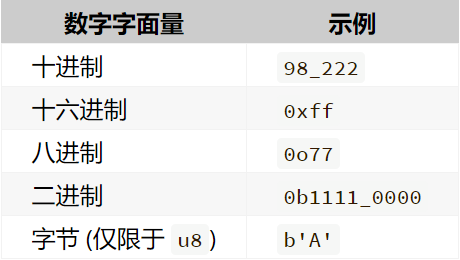 数字字面量 示例
十进制 98_222
十六进制 0xff
八进制 0o77
二进制 0b1111_0000
字节 (仅限于 u8 ) b'A'